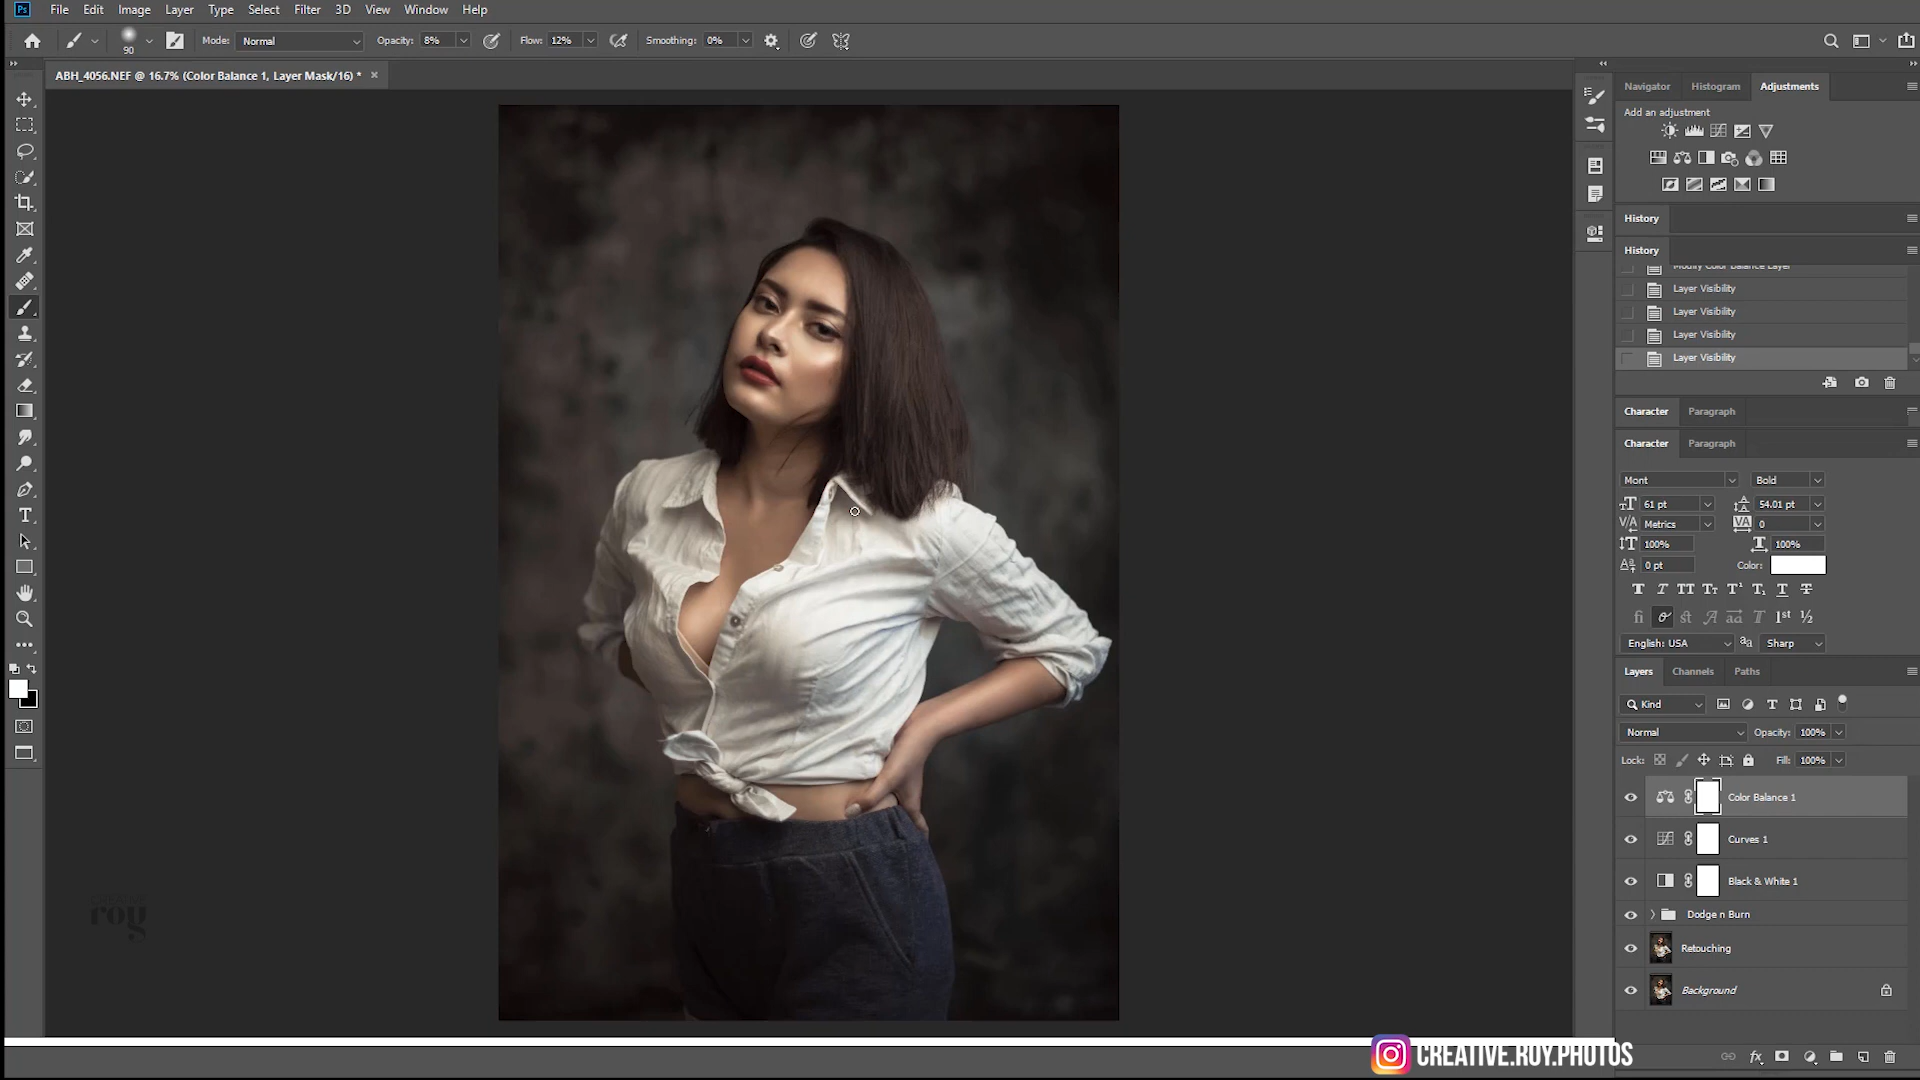 Ps File Edit Image Layer Type Select Filter 3D View Window Help
90 Mode: Normal Opacity: 8% Flow: 12% Smoothing: 0%
ABH_4056.NEF @ 16.7% (Color Balance 1, Layer Mask/16) *
Navigator Histogram Adjustments
Add an adjustment
History
History
Modify Color Balance Layer
Layer Visibility
Layer Visibility
Layer Visibility
Layer Visibility
Character Paragraph
Character Paragraph
Mont Bold
61 pt 54.01 pt
Metrics 0
100% 100%
0 pt Color:
English: USA Sharp
Layers Channels Paths
Kind
Normal Opacity: 100%
Lock: Fill: 100%
Color Balance 1
Curves 1
Black & White 1
Dodge n Burn
Retouching
Background
CREATIVE
roy
CREATIVE.ROY.PHOTOS